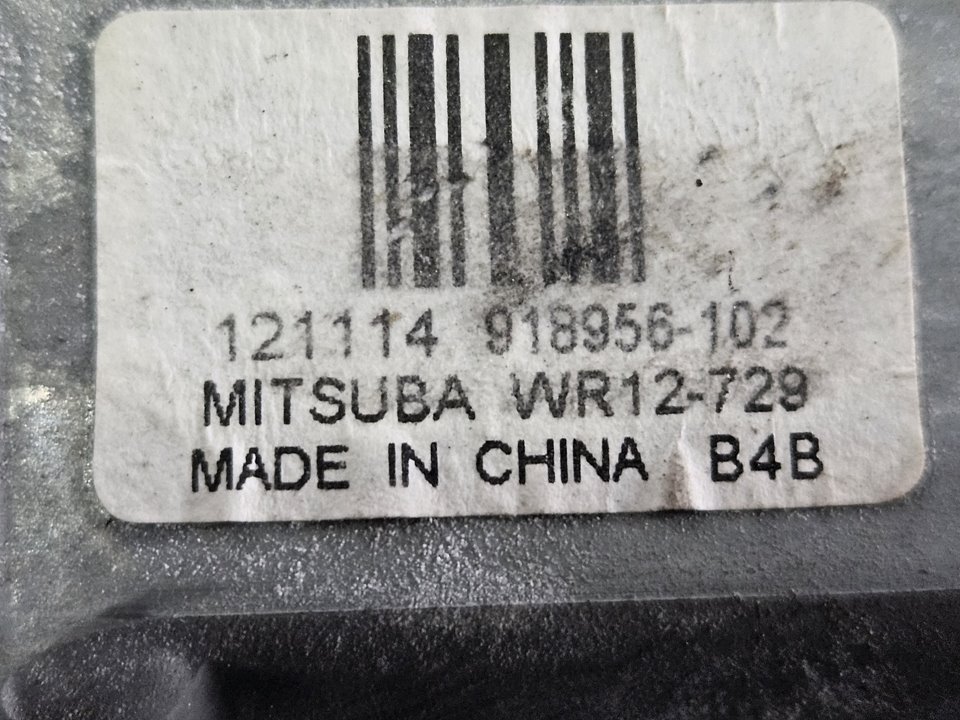 121114 918956-102
MITSUBA WR12-729
MADE IN CHINA B4B